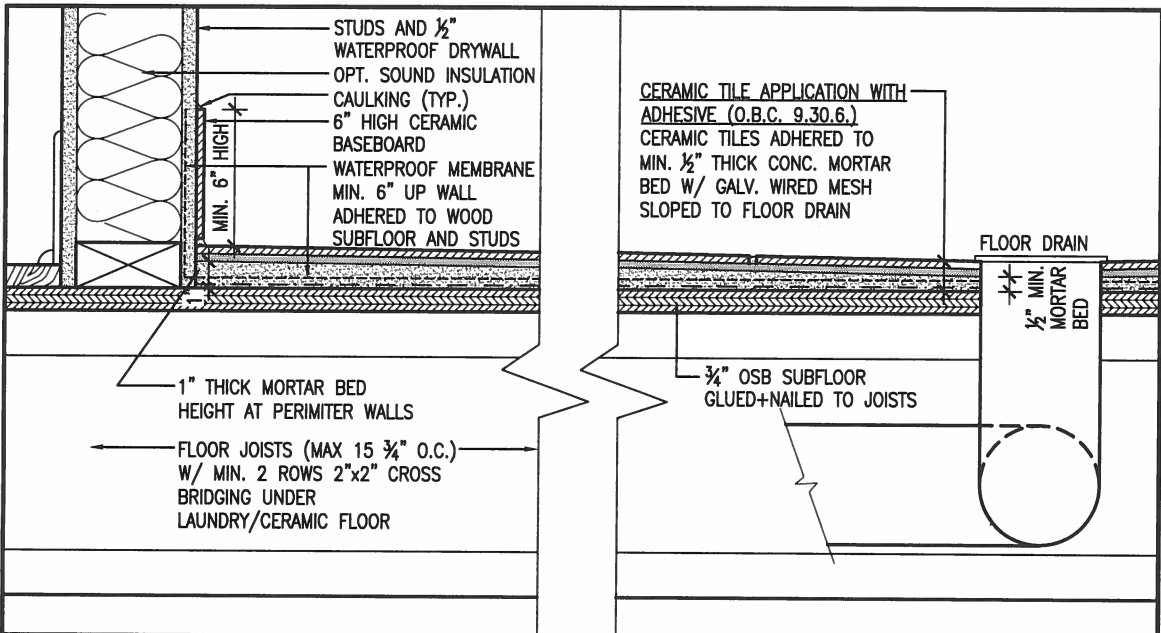 STUDS AND ½"
WATERPROOF DRYWALL
OPT. SOUND INSULATION
CAULKING (TYP.)
6" HIGH CERAMIC
BASEBOARD
WATERPROOF MEMBRANE
MIN. 6" UP WALL
ADHERED TO WOOD
SUBFLOOR AND STUDS
MIN. 6" HIGH
1"
1" THICK MORTAR BED
HEIGHT AT PERIMITER WALLS
FLOOR JOISTS (MAX 15 ¾" O.C.)
W/ MIN. 2 ROWS 2"x2" CROSS
BRIDGING UNDER
LAUNDRY/CERAMIC FLOOR
CERAMIC TILE APPLICATION WITH
ADHESIVE (O.B.C. 9.30.6.)
CERAMIC TILES ADHERED TO
MIN. ½" THICK CONC. MORTAR
BED W/ GALV. WIRED MESH
SLOPED TO FLOOR DRAIN
FLOOR DRAIN
½" MIN.
MORTAR
BED
¾" OSB SUBFLOOR
GLUED+NAILED TO JOISTS